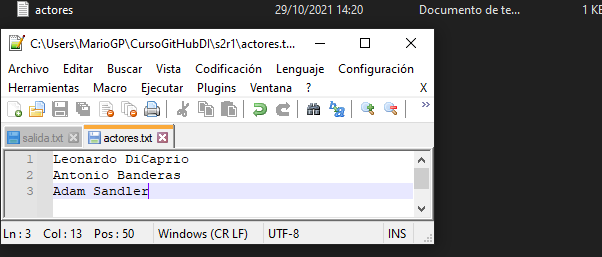 actores 29/10/2021 14:20 Documento de te... 1 KB
C:\Users\MarioGP\CursoGitHubDI\s2r1\actores.t...
Archivo Editar Buscar Vista Codificación Lenguaje Configuración
Herramientas Macro Ejecutar Plugins Ventana ? X
salida.txt actores.txt
1 Leonardo DiCaprio
2 Antonio Banderas
3 Adam Sandler
Ln : 3 Col : 13 Pos : 50 Windows (CR LF) UTF-8 INS